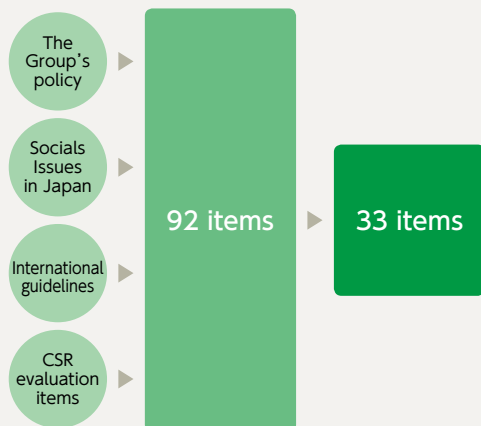 The
Group's
policy
Socials
Issues
in Japan
International
guidelines
CSR
evaluation
items
92 items
33 items